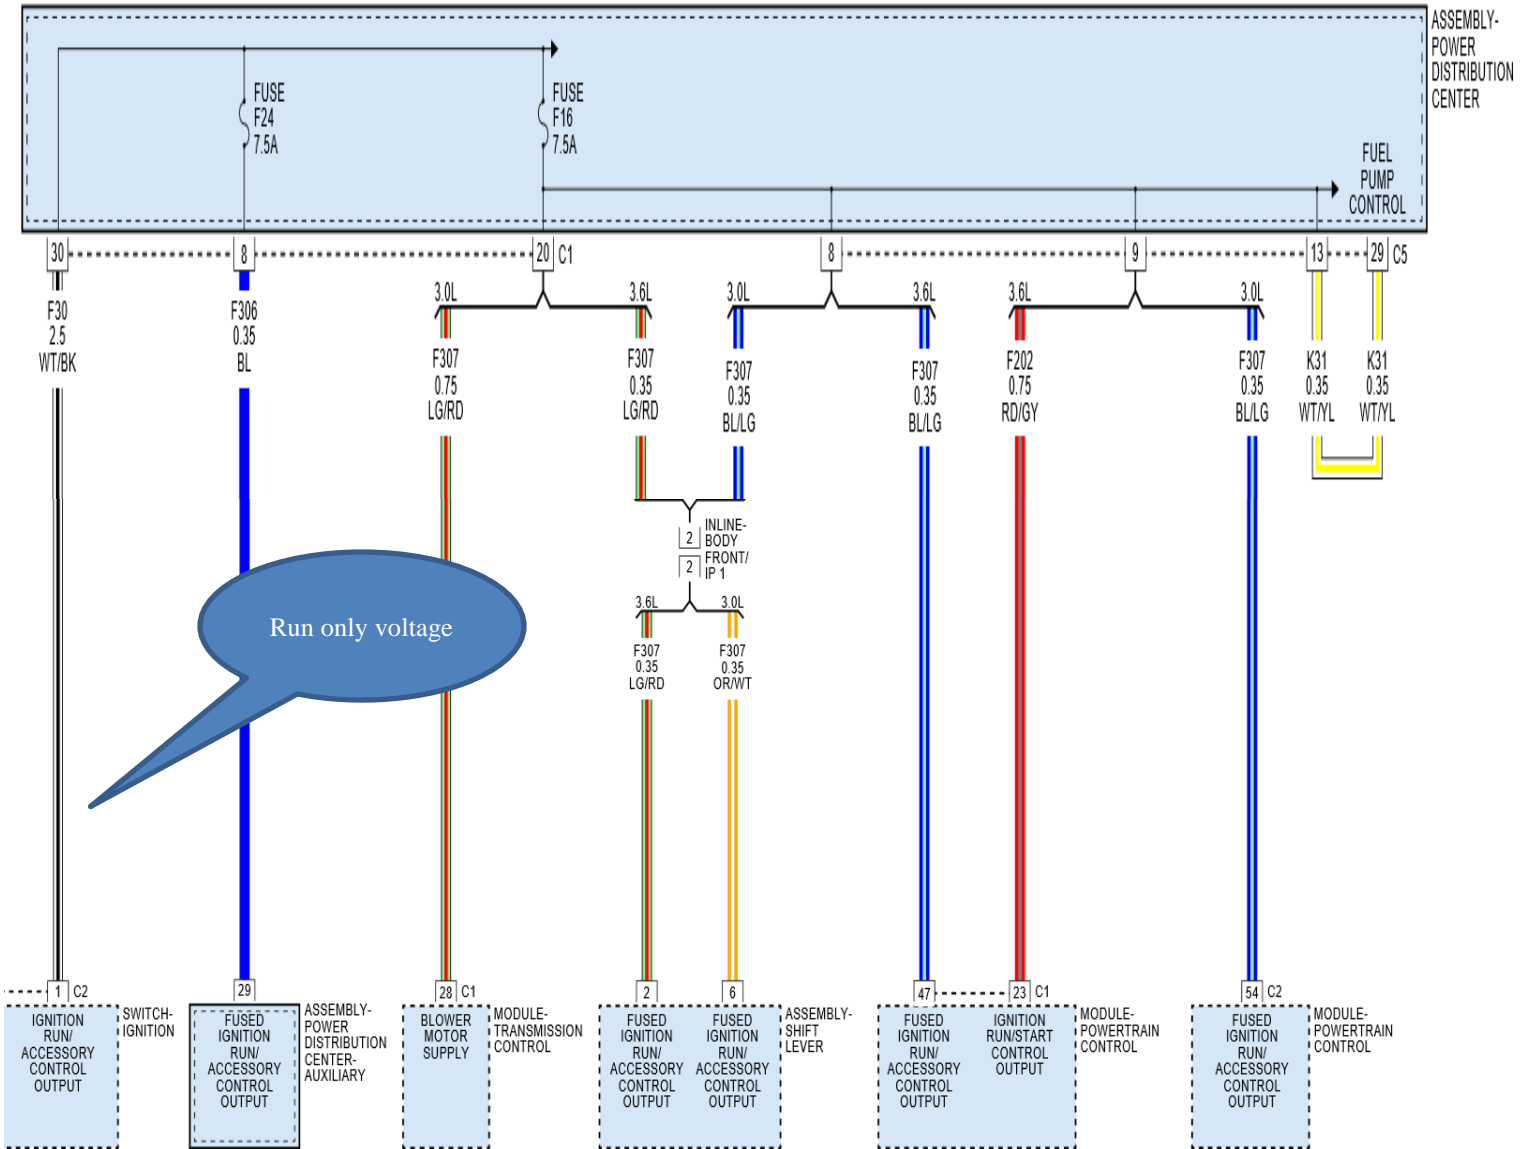 ASSEMBLY-
POWER
DISTRIBUTION
CENTER
FUSE
F24
7.5A
FUSE
F16
7.5A
FUEL
PUMP
CONTROL
30
8
20
C1
8
9
13
29
C5
F30
2.5
WT/BK
F306
0.35
BL
3.0L
3.6L
F307
0.75
LG/RD
F307
0.35
LG/RD
3.0L
3.6L
F307
0.35
BL/LG
F307
0.35
BL/LG
3.6L
3.0L
F202
0.75
RD/GY
F307
0.35
BL/LG
K31
0.35
WT/YL
K31
0.35
WT/YL
2
INLINE-
BODY
2
FRONT/
IP 1
3.6L
3.0L
F307
0.35
LG/RD
F307
0.35
OR/WT
Run only voltage
1
C2
IGNITION
RUN/
ACCESSORY
CONTROL
OUTPUT
SWITCH-
IGNITION
29
FUSED
IGNITION
RUN/
ACCESSORY
CONTROL
OUTPUT
ASSEMBLY-
POWER
DISTRIBUTION
CENTER-
AUXILIARY
28
C1
BLOWER
MOTOR
SUPPLY
MODULE-
TRANSMISSION
CONTROL
2
FUSED
IGNITION
RUN/
ACCESSORY
CONTROL
OUTPUT
6
FUSED
IGNITION
RUN/
ACCESSORY
CONTROL
OUTPUT
ASSEMBLY-
SHIFT
LEVER
47
FUSED
IGNITION
RUN/
ACCESSORY
CONTROL
OUTPUT
23
C1
IGNITION
RUN/START
CONTROL
OUTPUT
MODULE-
POWERTRAIN
CONTROL
54
C2
FUSED
IGNITION
RUN/
ACCESSORY
CONTROL
OUTPUT
MODULE-
POWERTRAIN
CONTROL